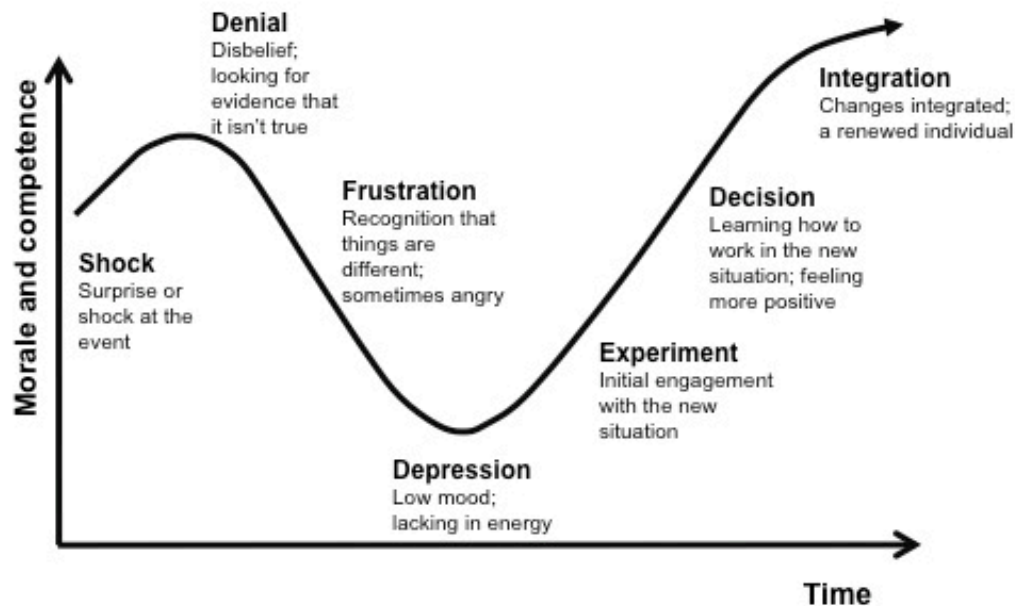 Denial
Disbelief;
looking for
evidence that
it isn't true
Integration
Changes integrated;
a renewed individual
Frustration
Recognition that
things are
different;
sometimes angry
Decision
Learning how to
work in the new
situation; feeling
more positive
Shock
Surprise or
shock at the
event
Experiment
Initial engagement
with the new
situation
Depression
Low mood;
lacking in energy
Morale and competence
Time